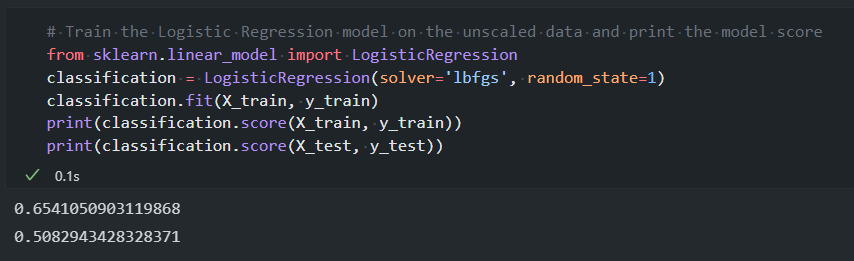 # Train the Logistic Regression model on the unscaled data and print the model score
from sklearn.linear_model import LogisticRegression
classification = LogisticRegression(solver='lbfgs', random_state=1)
classification.fit(X_train, y_train)
print(classification.score(X_train, y_train))
print(classification.score(X_test, y_test))
0.1s
0.6541050903119868
0.5082943428328371